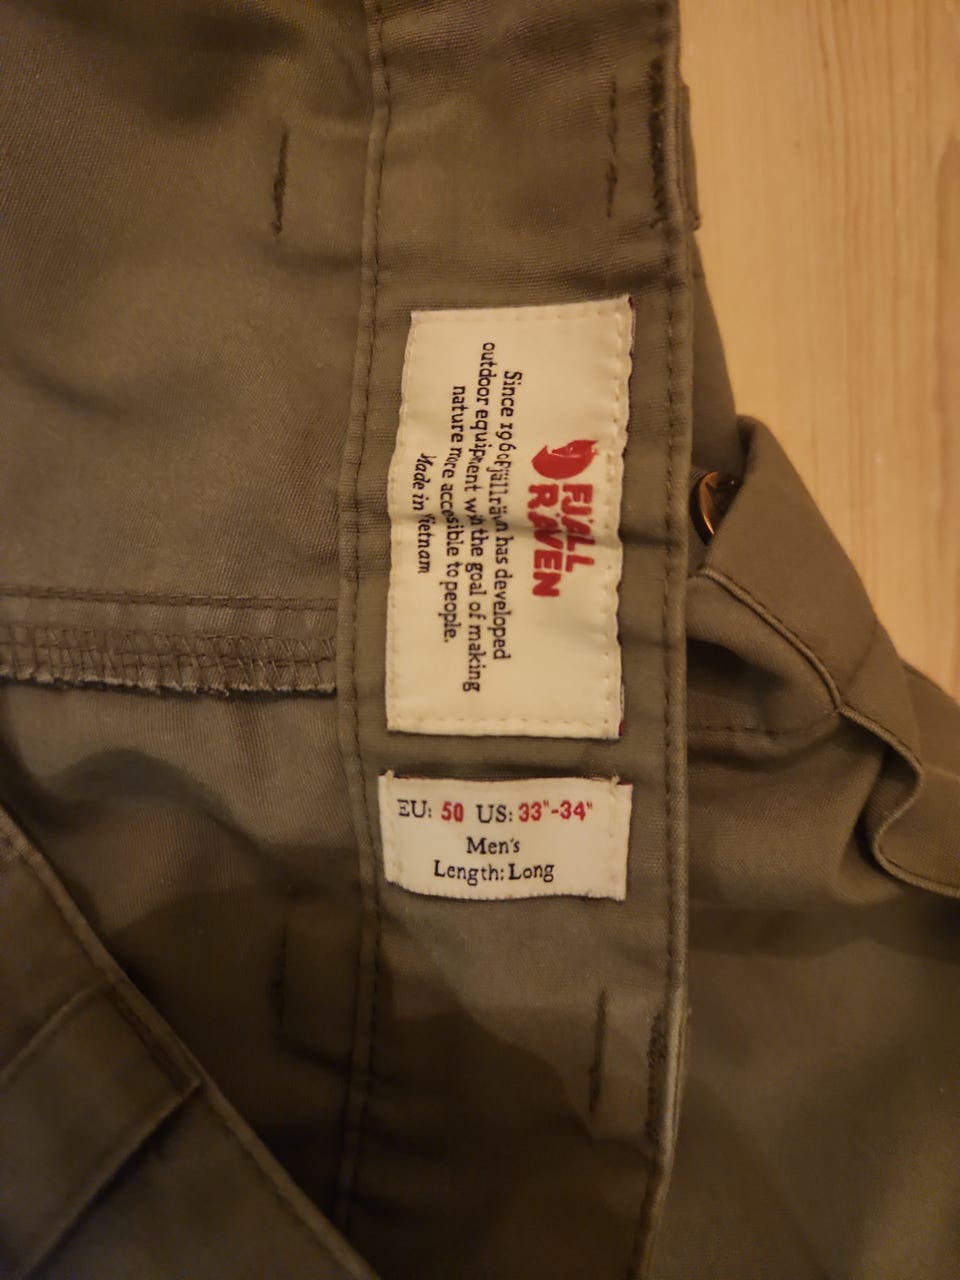 FJÄLL
RÄVEN
Since 1960 Fjällräven has developed
outdoor equipment with the goal of making
nature more accesible to people.
Made in Vietnam
EU: 50 US: 33"-34"
Men's
Length: Long